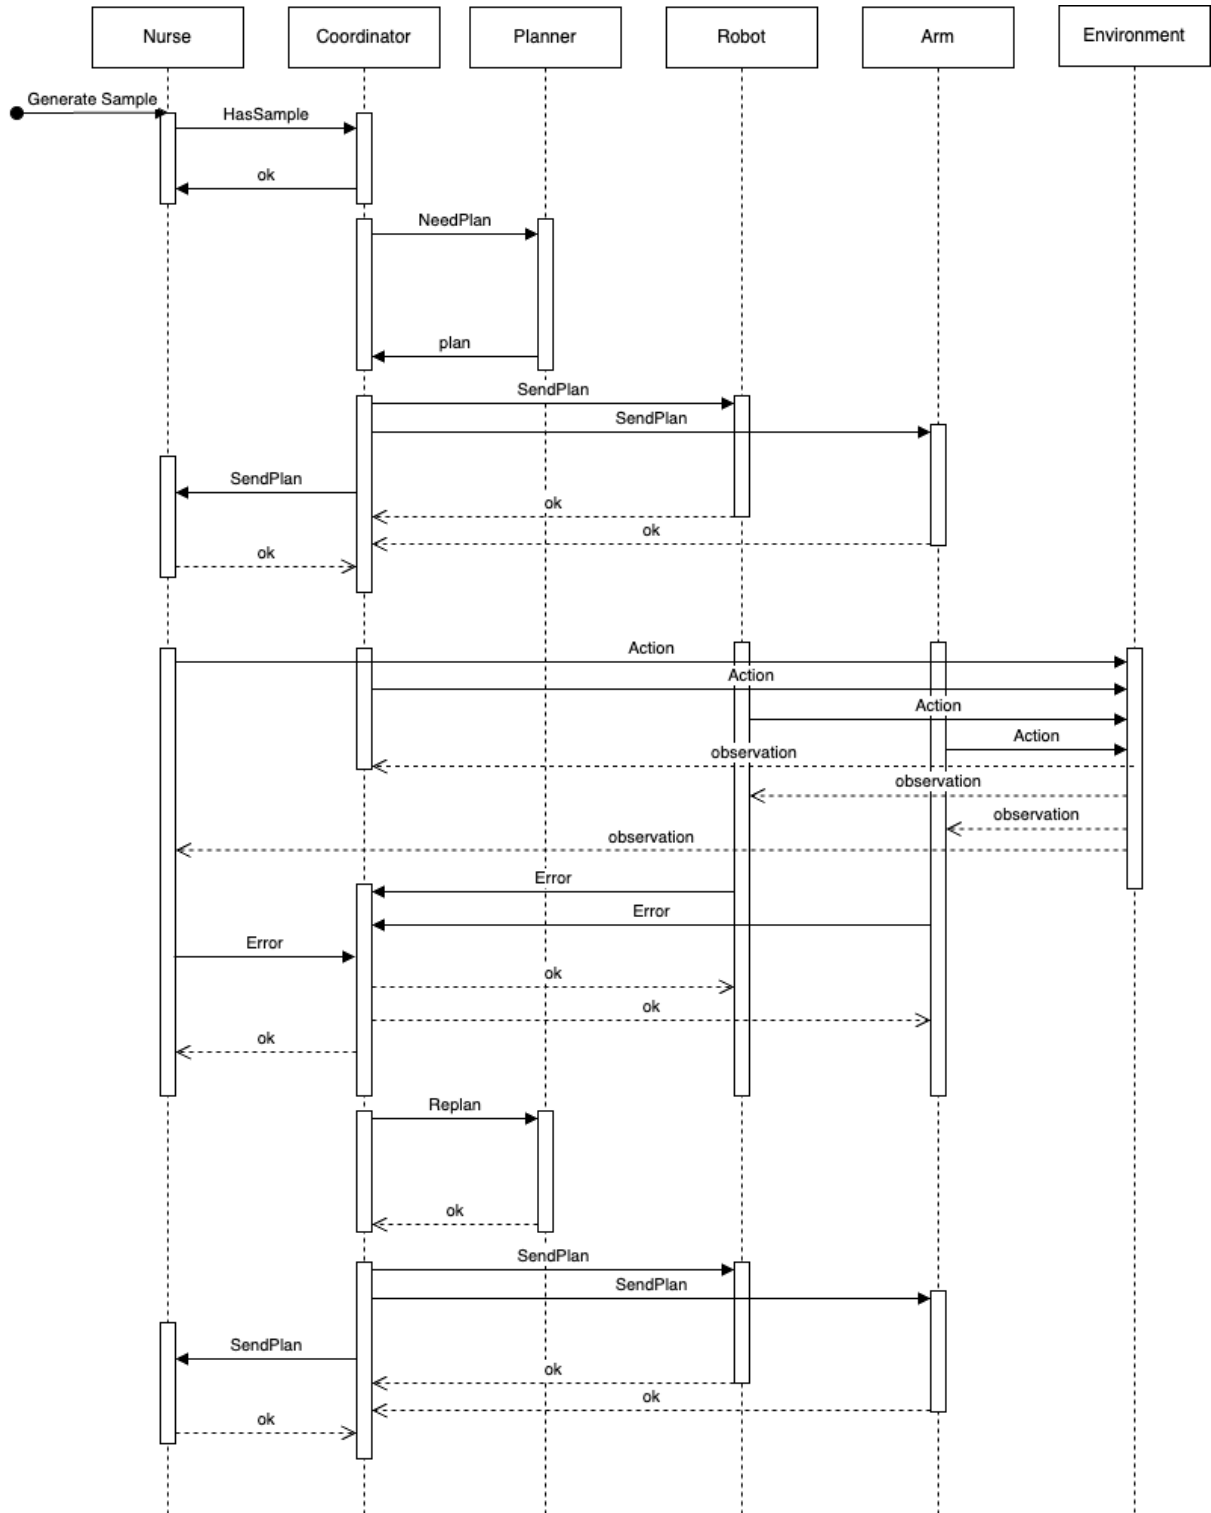 Nurse
Coordinator
Planner
Robot
Arm
Environment
Generate Sample
HasSample
ok
NeedPlan
plan
SendPlan
SendPlan
SendPlan
ok
ok
ok
Action
Action
Action
Action
observation
observation
observation
observation
Error
Error
Error
ok
ok
ok
Replan
ok
SendPlan
SendPlan
SendPlan
ok
ok
ok